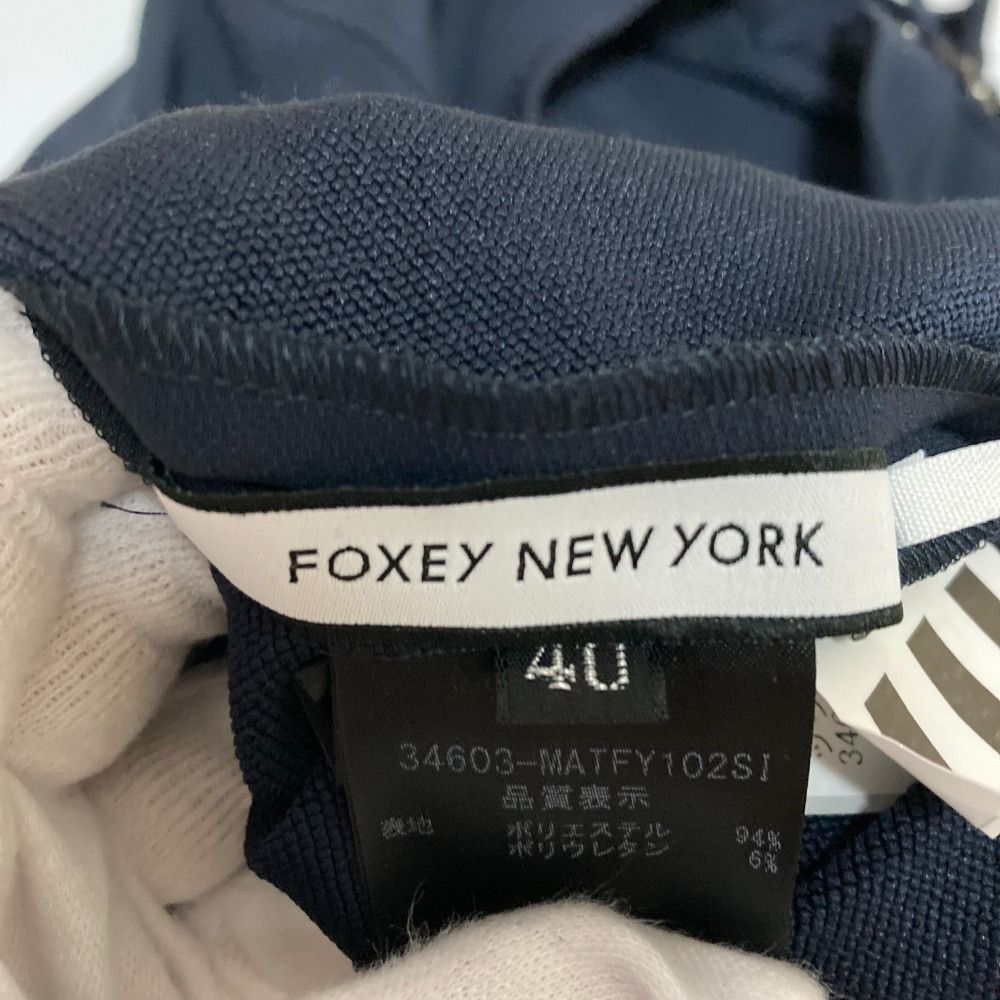 FOXEY NEW YORK
40
34603-MATFY102SI
品質表示
表地 ポリエステル 94%
ポリウレタン 6%